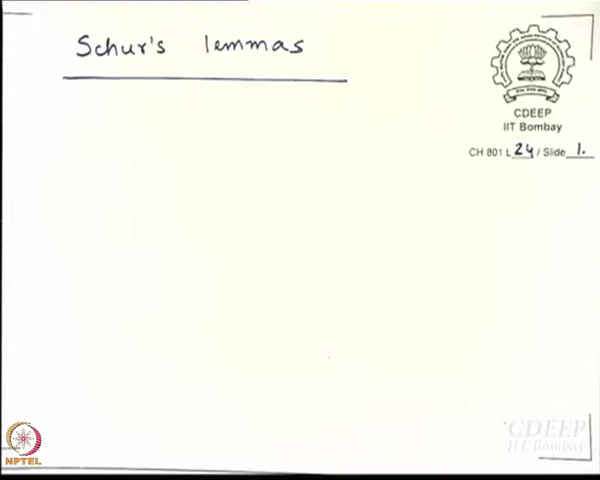 Schur's lemmas
CDEEP
IIT Bombay
CH 801 L 24 / Slide 1.
CDEEP
IIT Bombay
NPTEL